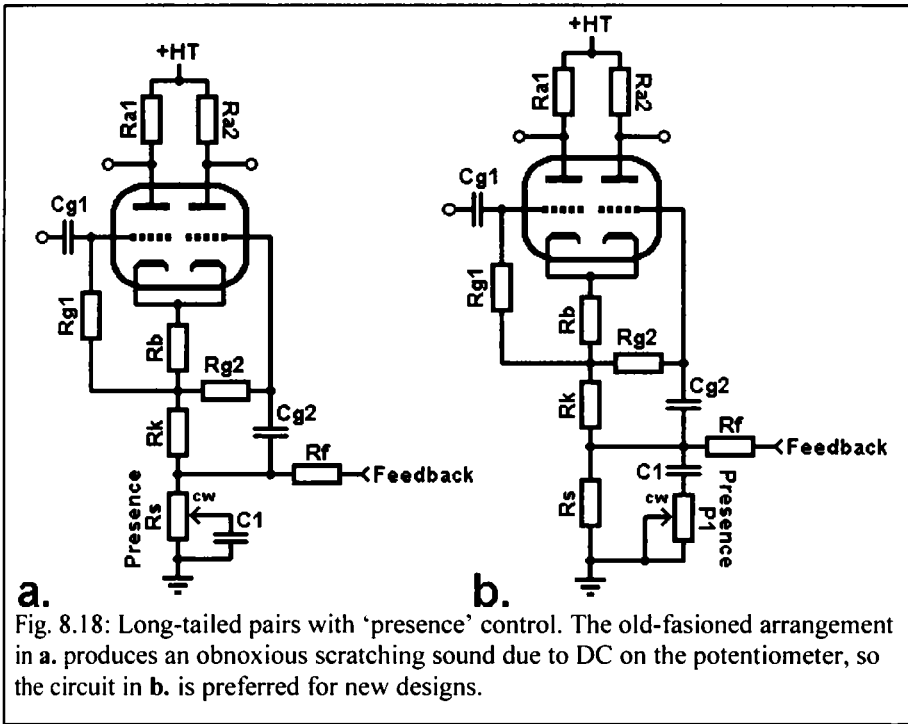 +HT
Ra1
Ra2
Cg1
Rg1
Rb
Rg2
Rk
Cg2
Rf
Feedback
Presence
Rs
cw
C1
a.
+HT
Ra1
Ra2
Cg1
Rg1
Rb
Rg2
Rk
Cg2
Rf
Feedback
C1
Rs
cw
Presence
P1
b.
Fig. 8.18: Long-tailed pairs with ‘presence’ control. The old-fasioned arrangement
in a. produces an obnoxious scratching sound due to DC on the potentiometer, so
the circuit in b. is preferred for new designs.